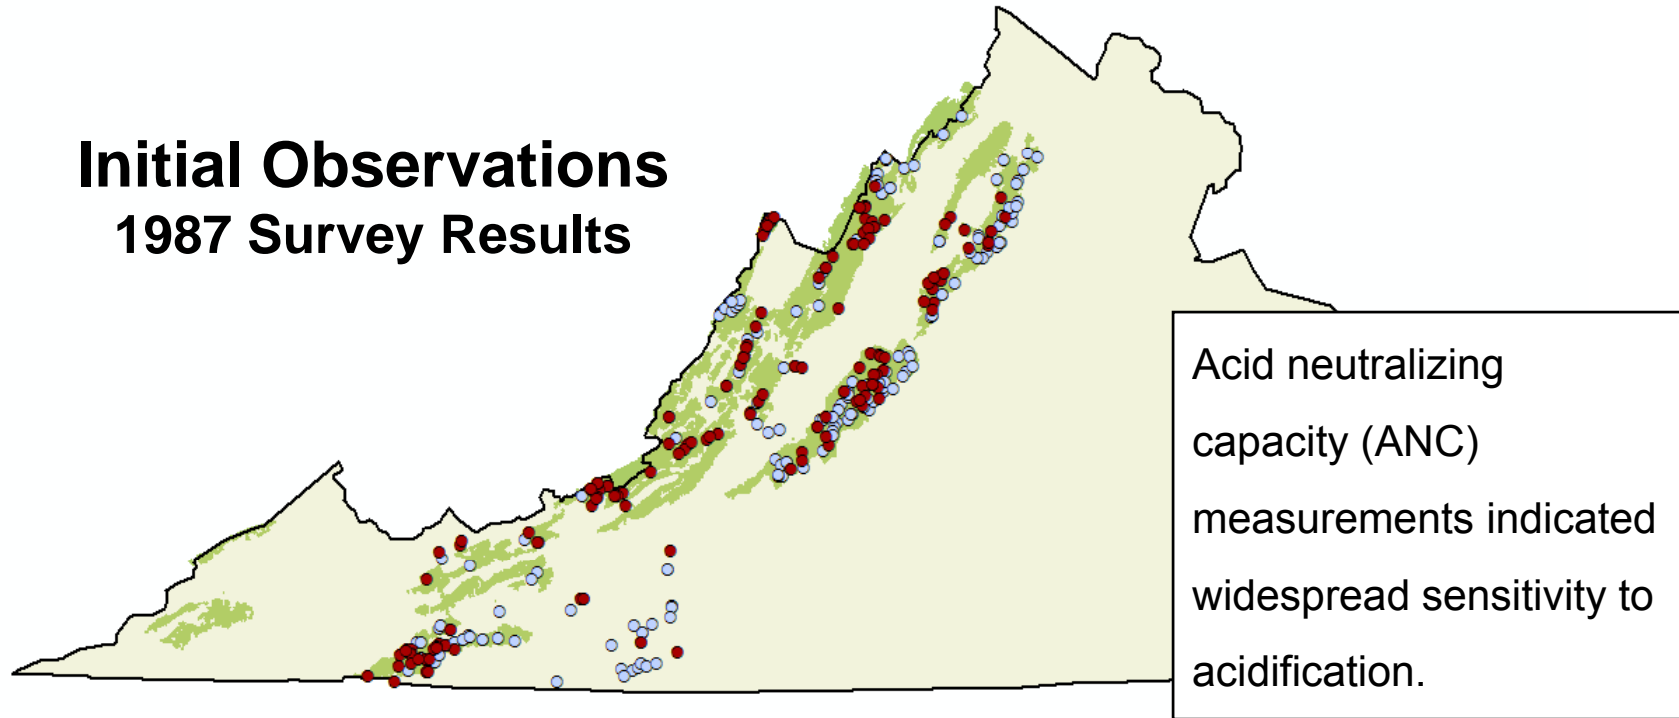 Initial Observations
1987 Survey Results
Acid neutralizing
capacity (ANC)
measurements indicated
widespread sensitivity to
acidification.